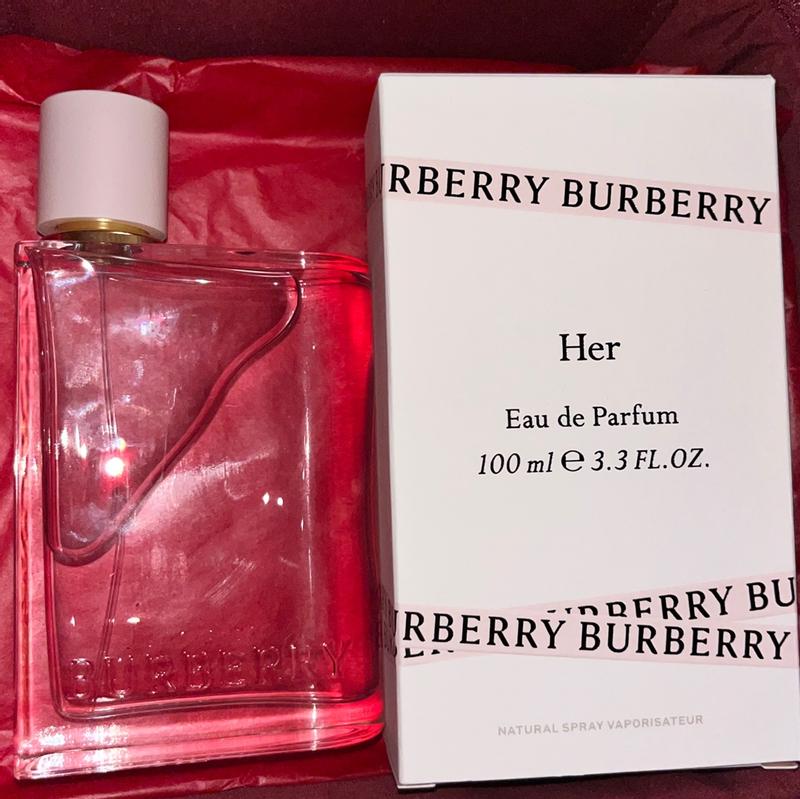 BURBERRY
URBERRY BURBERRY
Her
Eau de Parfum
100 ml ℮ 3.3 FL.OZ.
BERRY BU
URBERRY BURBERRY
NATURAL SPRAY VAPORISATEUR